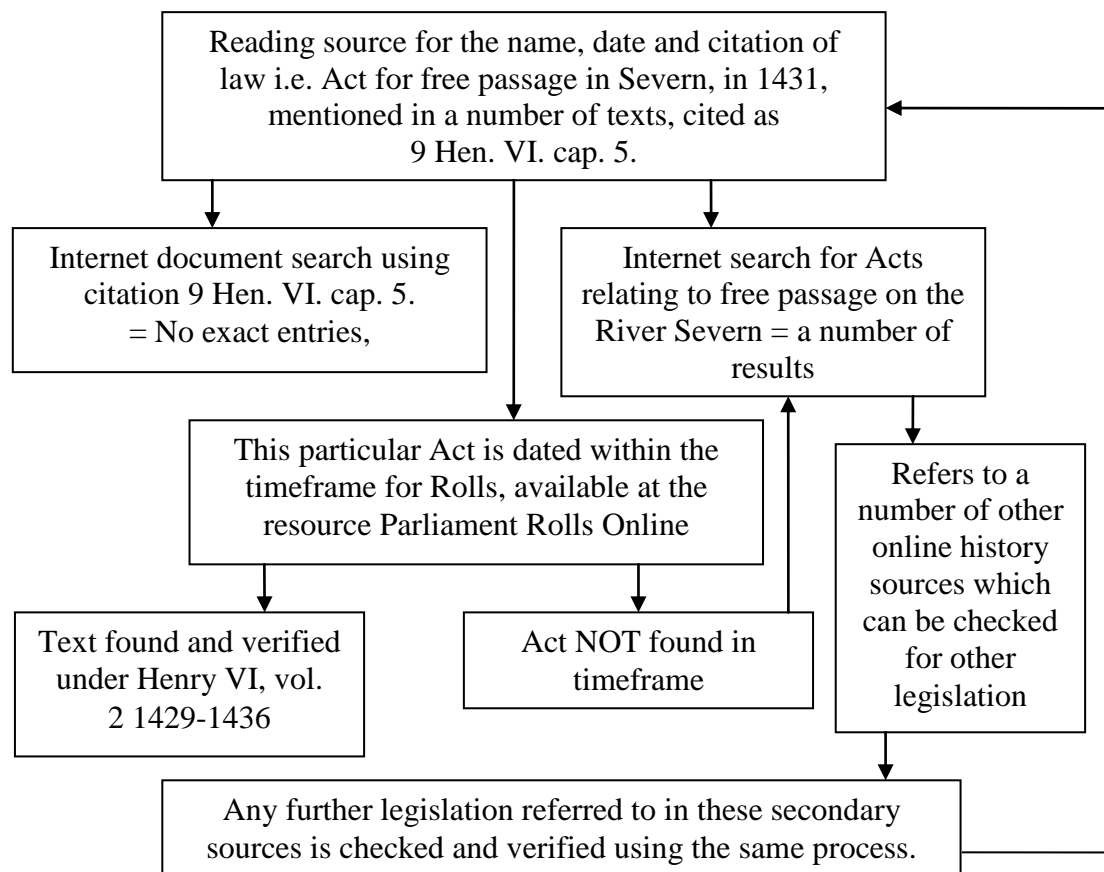 Reading source for the name, date and citation of
law i.e. Act for free passage in Severn, in 1431,
mentioned in a number of texts, cited as
9 Hen. VI. cap. 5.
Internet document search using
citation 9 Hen. VI. cap. 5.
= No exact entries,
Internet search for Acts
relating to free passage on the
River Severn = a number of
results
This particular Act is dated within the
timeframe for Rolls, available at the
resource Parliament Rolls Online
Refers to a
number of other
online history
sources which
can be checked
for other
legislation
Text found and verified
under Henry VI, vol.
2 1429-1436
Act NOT found in
timeframe
Any further legislation referred to in these secondary
sources is checked and verified using the same process.